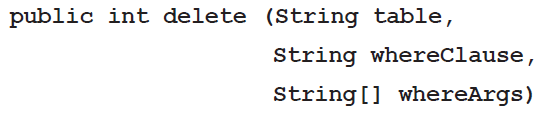 public int delete (String table,
String whereClause,
String[] whereArgs)